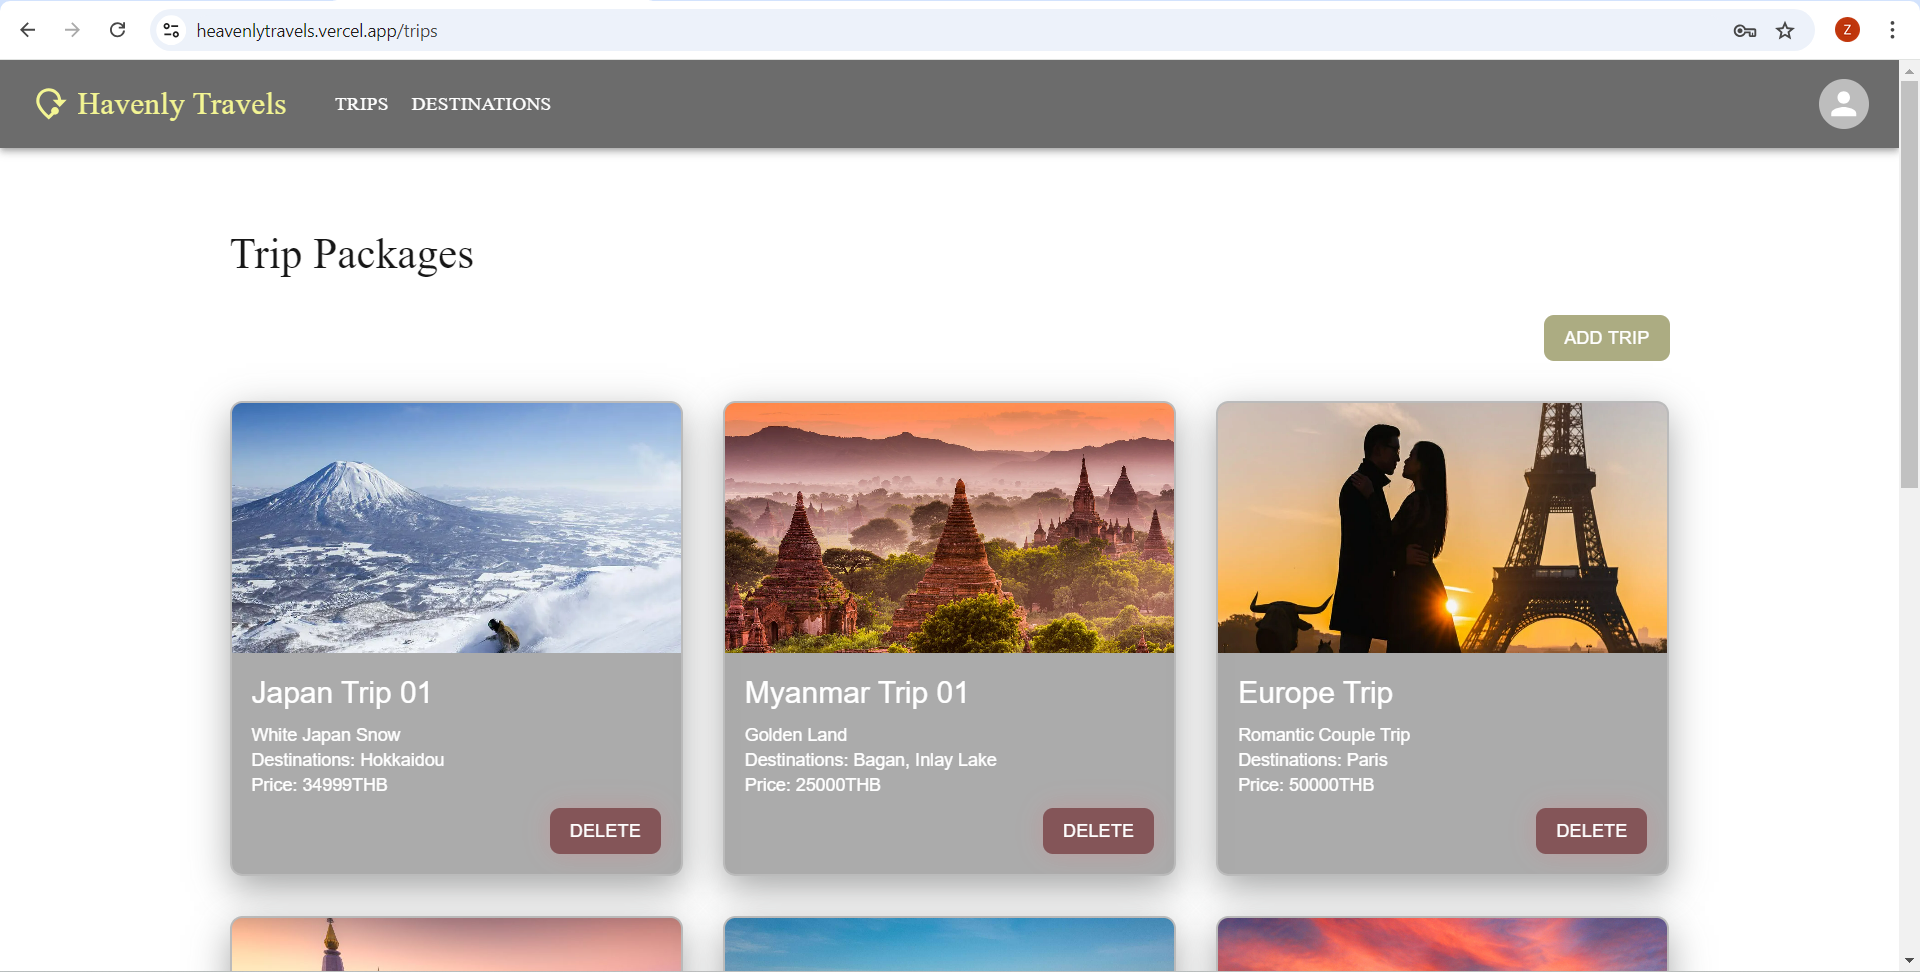 heavenlytravels.vercel.app/trips
Z
Havenly Travels
TRIPS
DESTINATIONS
Trip Packages
ADD TRIP
Japan Trip 01
White Japan Snow
Destinations: Hokkaidou
Price: 34999THB
DELETE
Myanmar Trip 01
Golden Land
Destinations: Bagan, Inlay Lake
Price: 25000THB
DELETE
Europe Trip
Romantic Couple Trip
Destinations: Paris
Price: 50000THB
DELETE